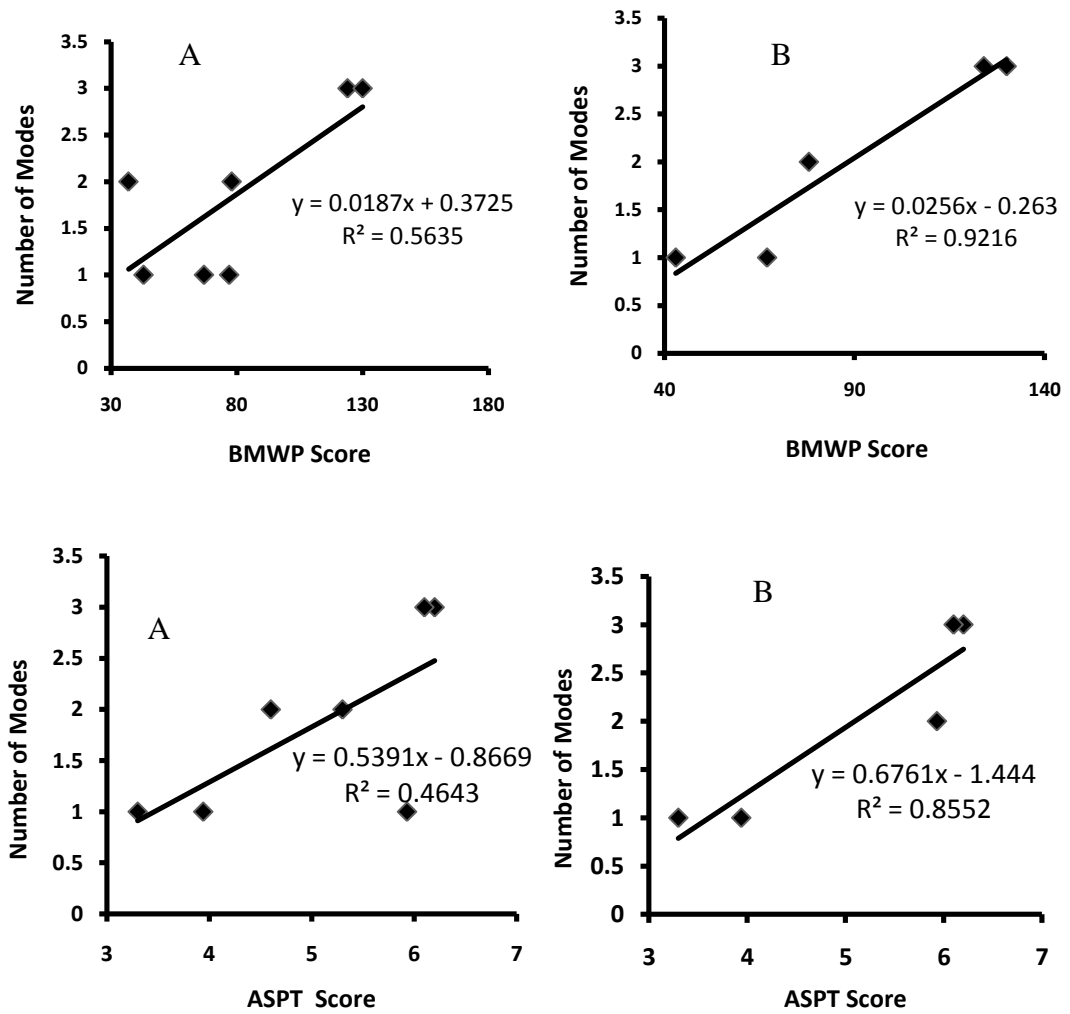 A
Number of Modes
3.5
3
2.5
2
1.5
1
0.5
0
y = 0.0187x + 0.3725
R² = 0.5635
30 80 130 180
BMWP Score
B
Number of Modes
3.5
3
2.5
2
1.5
1
0.5
0
y = 0.0256x - 0.263
R² = 0.9216
40 90 140
BMWP Score
A
Number of Modes
3.5
3
2.5
2
1.5
1
0.5
0
y = 0.5391x - 0.8669
R² = 0.4643
3 4 5 6 7
ASPT Score
B
Number of Modes
3.5
3
2.5
2
1.5
1
0.5
0
y = 0.6761x - 1.444
R² = 0.8552
3 4 5 6 7
ASPT Score